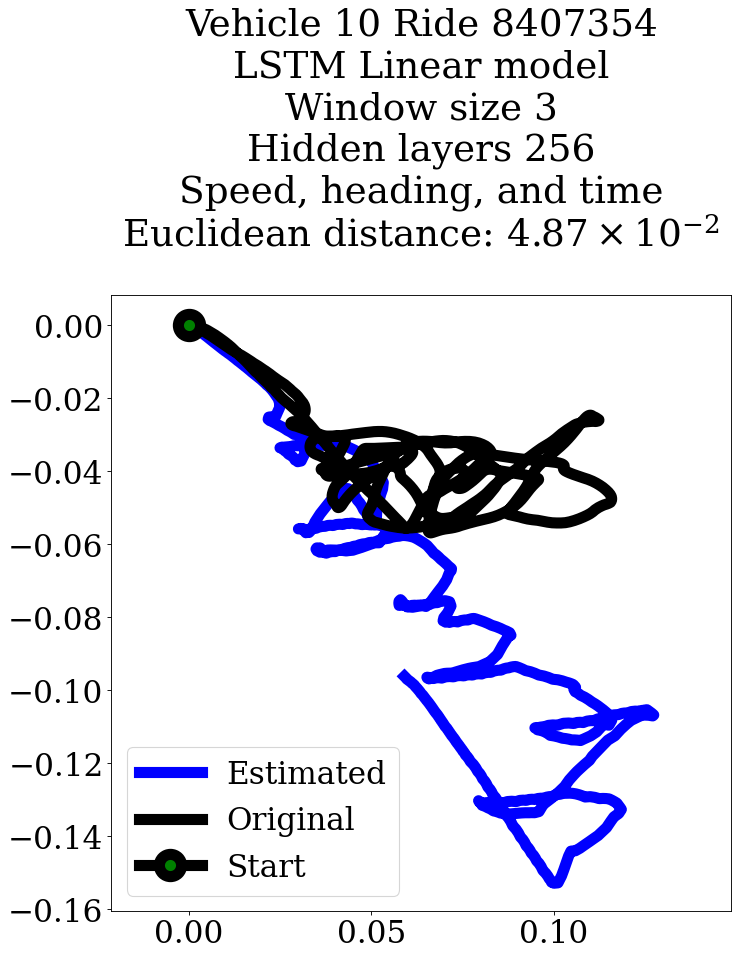 Vehicle 10 Ride 8407354
LSTM Linear model
Window size 3
Hidden layers 256
Speed, heading, and time
Euclidean distance: 4.87 × 10⁻²
0.00
−0.02
−0.04
−0.06
−0.08
−0.10
−0.12
−0.14
−0.16
Estimated
Original
Start
0.00 0.05 0.10